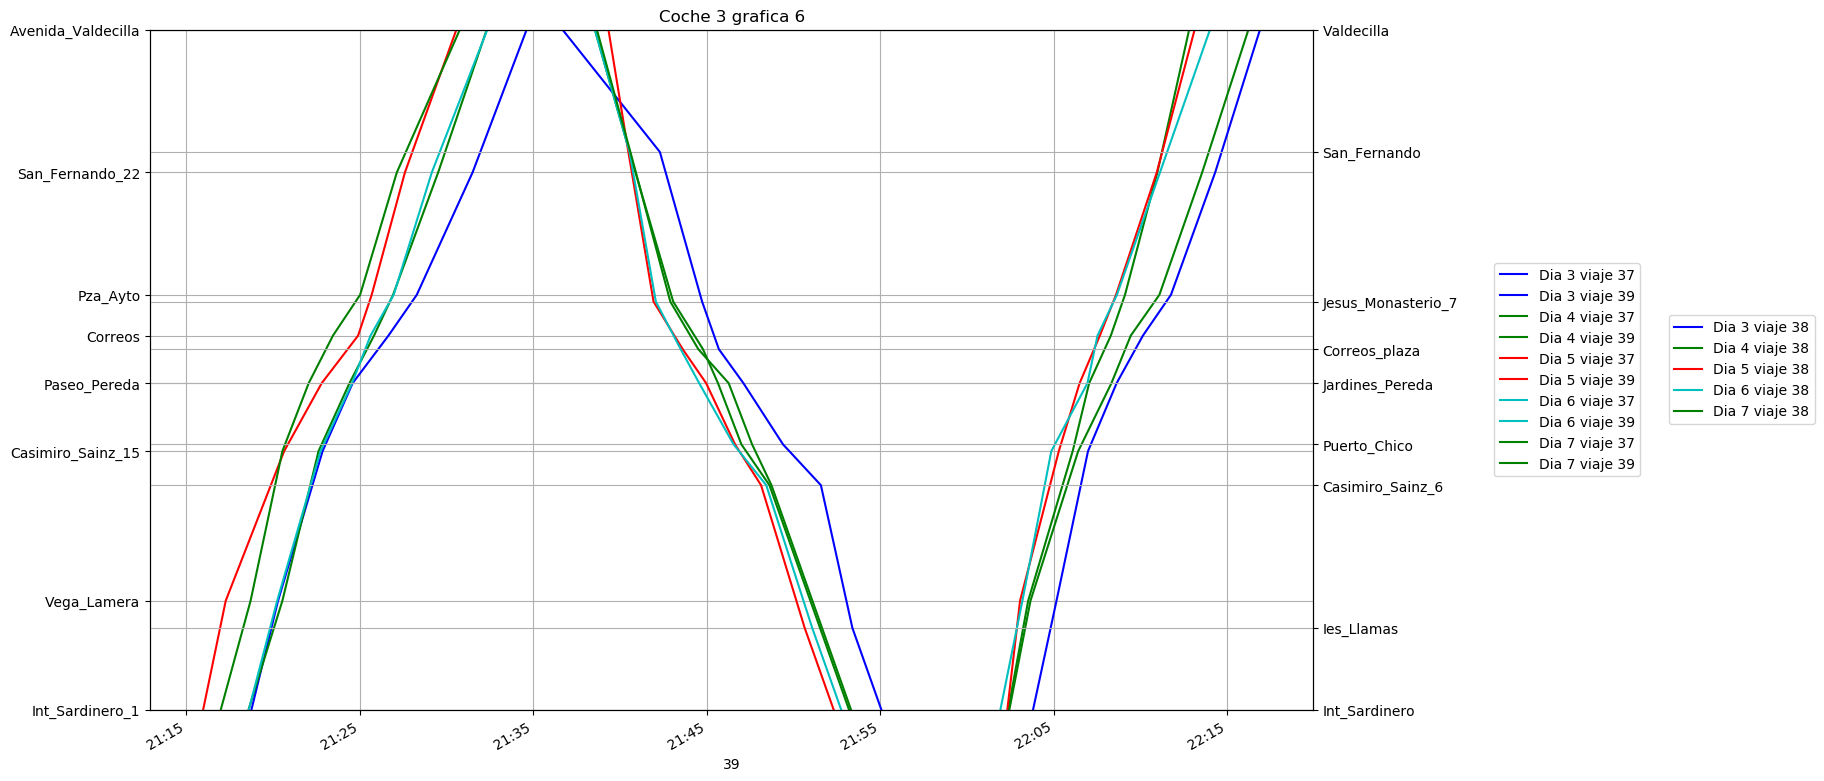 Coche 3 grafica 6
Avenida_Valdecilla
San_Fernando_22
Pza_Ayto
Correos
Paseo_Pereda
Casimiro_Sainz_15
Vega_Lamera
Int_Sardinero_1
Valdecilla
San_Fernando
Jesus_Monasterio_7
Correos_plaza
Jardines_Pereda
Puerto_Chico
Casimiro_Sainz_6
Ies_Llamas
Int_Sardinero
21:15
21:25
21:35
21:45
21:55
22:05
22:15
39
Dia 3 viaje 37
Dia 3 viaje 39
Dia 4 viaje 37
Dia 4 viaje 39
Dia 5 viaje 37
Dia 5 viaje 39
Dia 6 viaje 37
Dia 6 viaje 39
Dia 7 viaje 37
Dia 7 viaje 39
Dia 3 viaje 38
Dia 4 viaje 38
Dia 5 viaje 38
Dia 6 viaje 38
Dia 7 viaje 38